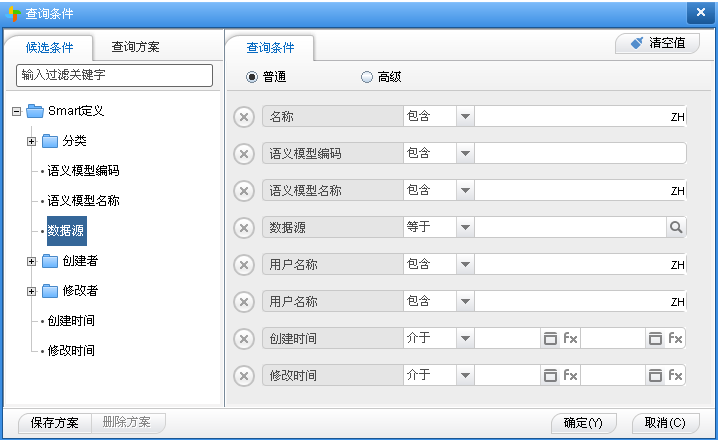 查询条件
候选条件
查询方案
输入过滤关键字
Smart定义
分类
语义模型编码
语义模型名称
数据源
创建者
修改者
创建时间
修改时间
查询条件
清空值
普通
高级
名称 包含 ZH
语义模型编码 包含
语义模型名称 包含 ZH
数据源 等于
用户名称 包含 ZH
用户名称 包含 ZH
创建时间 介于 fx fx
修改时间 介于 fx fx
保存方案
删除方案
确定(Y)
取消(C)